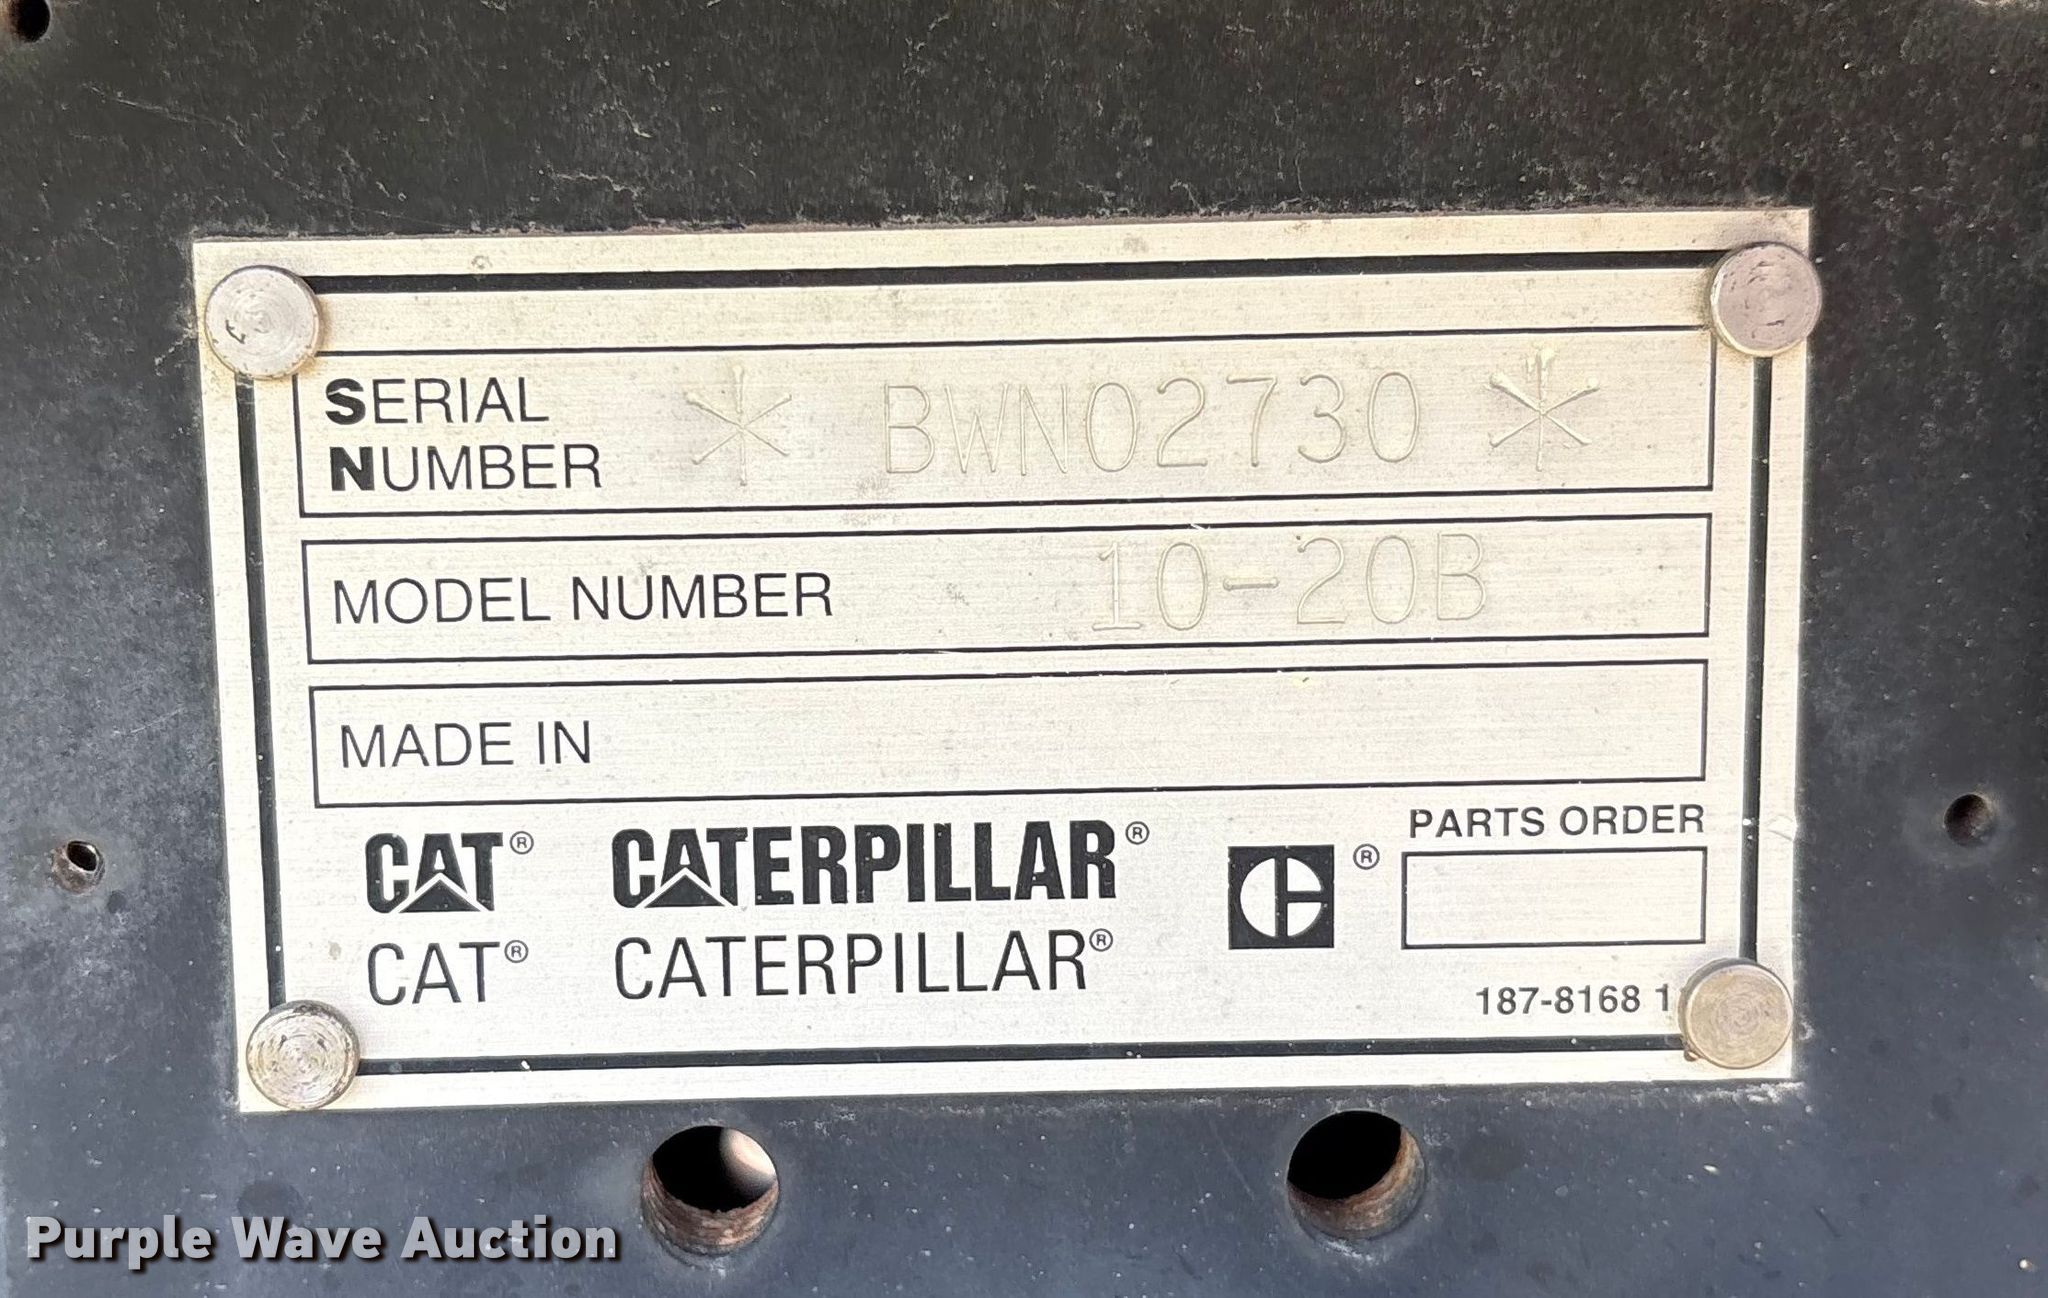 SERIAL NUMBER * BWN02730 *
MODEL NUMBER 10-20B
MADE IN
CAT® CATERPILLAR® ® PARTS ORDER
CAT® CATERPILLAR®
187-8168 1
Purple Wave Auction